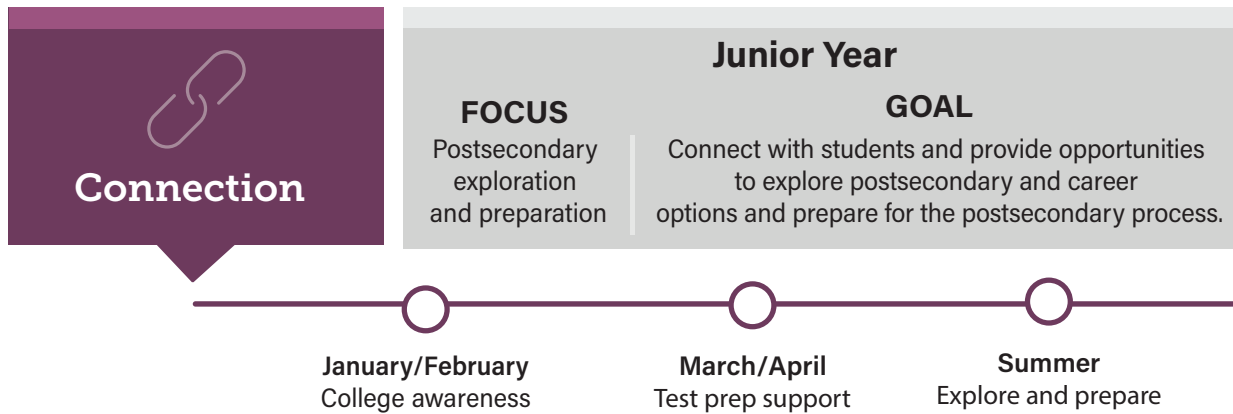 Connection
Junior Year
FOCUS
Postsecondary
exploration
and preparation
GOAL
Connect with students and provide opportunities
to explore postsecondary and career
options and prepare for the postsecondary process.
January/February
College awareness
March/April
Test prep support
Summer
Explore and prepare